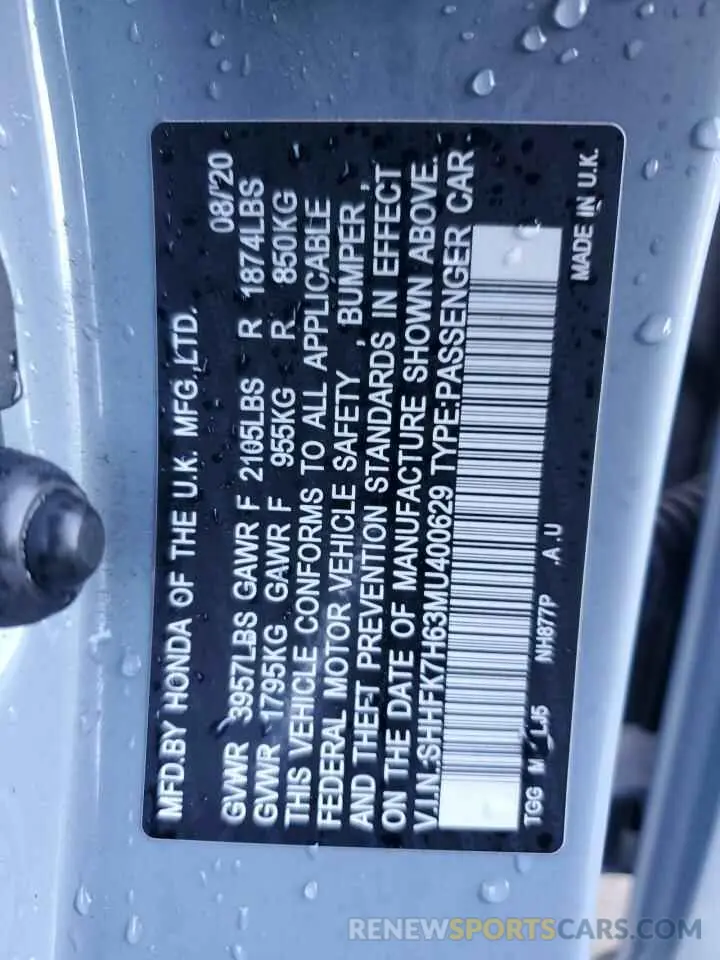 MFD.BY HONDA OF THE U.K. MFG.,LTD.
08/'20
GVWR 3957LBS GAWR F 2105LBS R 1874LBS
GVWR 1795KG GAWR F 955KG R 850KG
THIS VEHICLE CONFORMS TO ALL APPLICABLE
FEDERAL MOTOR VEHICLE SAFETY , BUMPER ,
AND THEFT PREVENTION STANDARDS IN EFFECT
ON THE DATE OF MANUFACTURE SHOWN ABOVE.
V.I.N.:SHHFK7H63MU400629 TYPE:PASSENGER CAR
TGG M LJ5 NH877P .A .U MADE IN U.K.
RENEWSPORTSCARS.COM